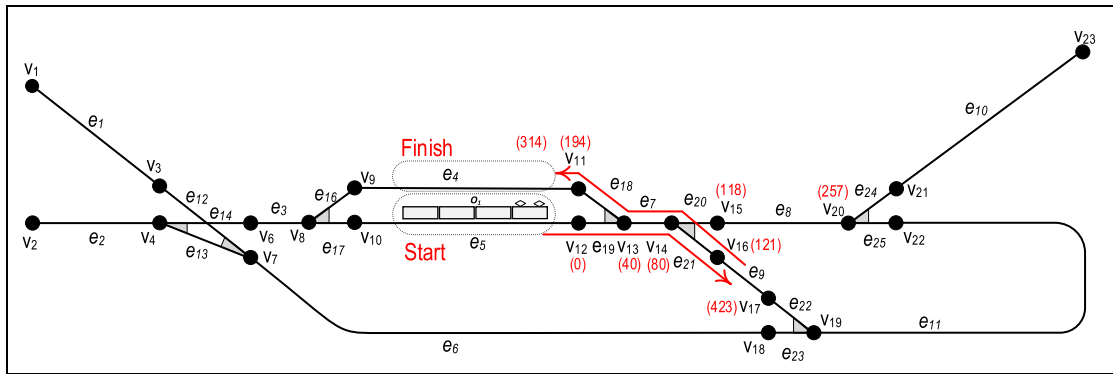 v23
v1
e10
e1
Finish
(314)
(194)
v11
v3
v9
e4
e18
(118)
(257)
e24
v21
e12
e16
e7
e20
v15
e14
e3
o1
e8
v20
v2
e2
v4
v6
v8
e17
v10
Start
e5
v12
e19
v13
v14
v16
(121)
e25
v22
e13
v7
(0)
(40)
(80)
e21
e9
(423)
v17
e22
v19
e11
e6
v18
e23